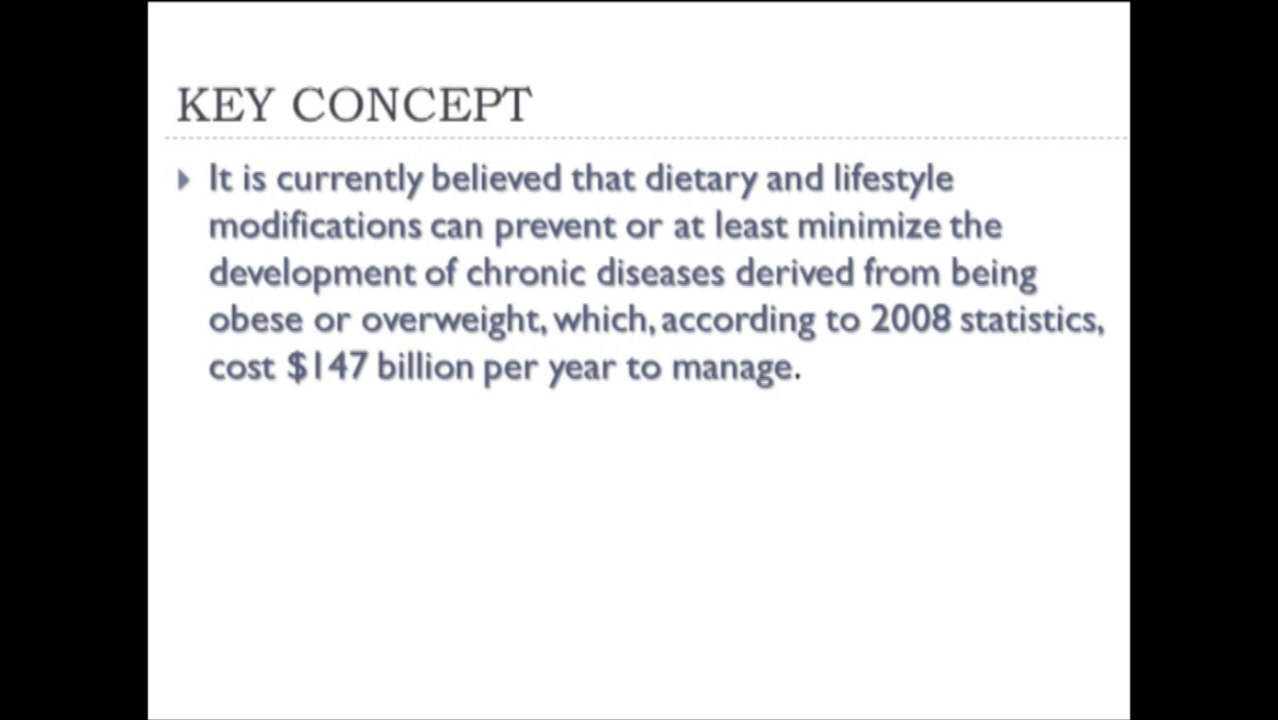 KEY CONCEPT
It is currently believed that dietary and lifestyle
modifications can prevent or at least minimize the
development of chronic diseases derived from being
obese or overweight, which, according to 2008 statistics,
cost $147 billion per year to manage.